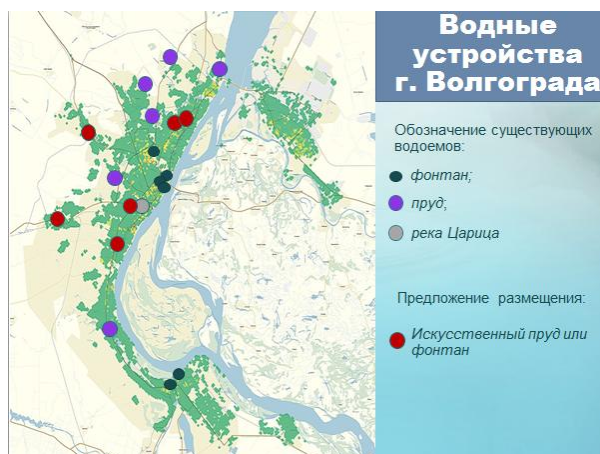 Водные
устройства
г. Волгограда
Обозначение существующих
водоемов:
фонтан;
пруд;
река Царица
Предложение размещения:
Искусственный пруд или
фонтан